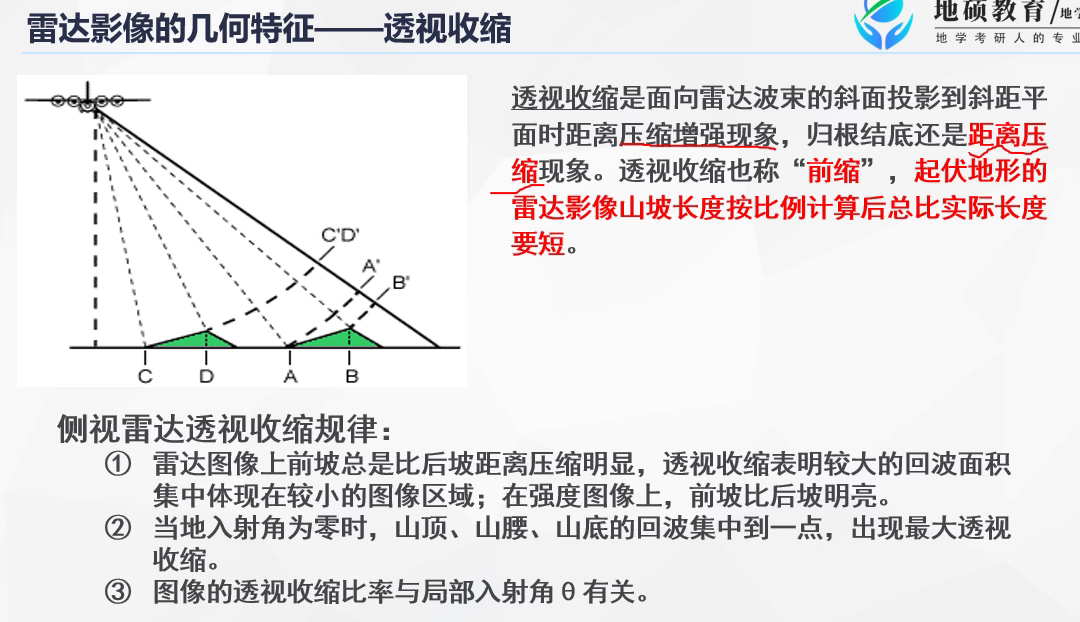 雷达影像的几何特征——透视收缩
地硕教育/地学
地学考研人的专业
透视收缩是面向雷达波束的斜面投影到斜距平
面时距离压缩增强现象，归根结底还是距离压
缩现象。透视收缩也称“前缩”，起伏地形的
雷达影像山坡长度按比例计算后总比实际长度
要短。
C'D'
A'
B'
C D A B
侧视雷达透视收缩规律：
① 雷达图像上前坡总是比后坡距离压缩明显，透视收缩表明较大的回波面积
集中体现在较小的图像区域；在强度图像上，前坡比后坡明亮。
② 当地入射角为零时，山顶、山腰、山底的回波集中到一点，出现最大透视
收缩。
③ 图像的透视收缩比率与局部入射角θ有关。